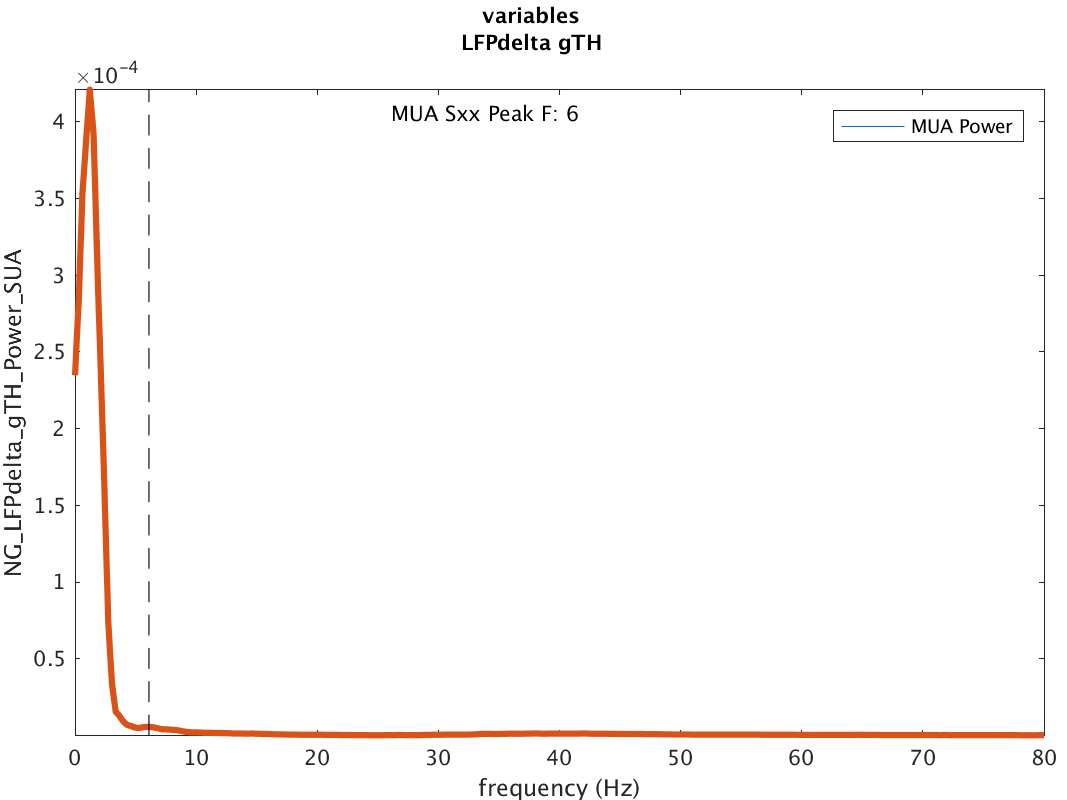 variables
LFPdelta gTH
×10⁻⁴
MUA Sxx Peak F: 6
MUA Power
4
3.5
3
2.5
2
1.5
1
0.5
NG_LFPdelta_gTH_Power_SUA
0 10 20 30 40 50 60 70 80
frequency (Hz)